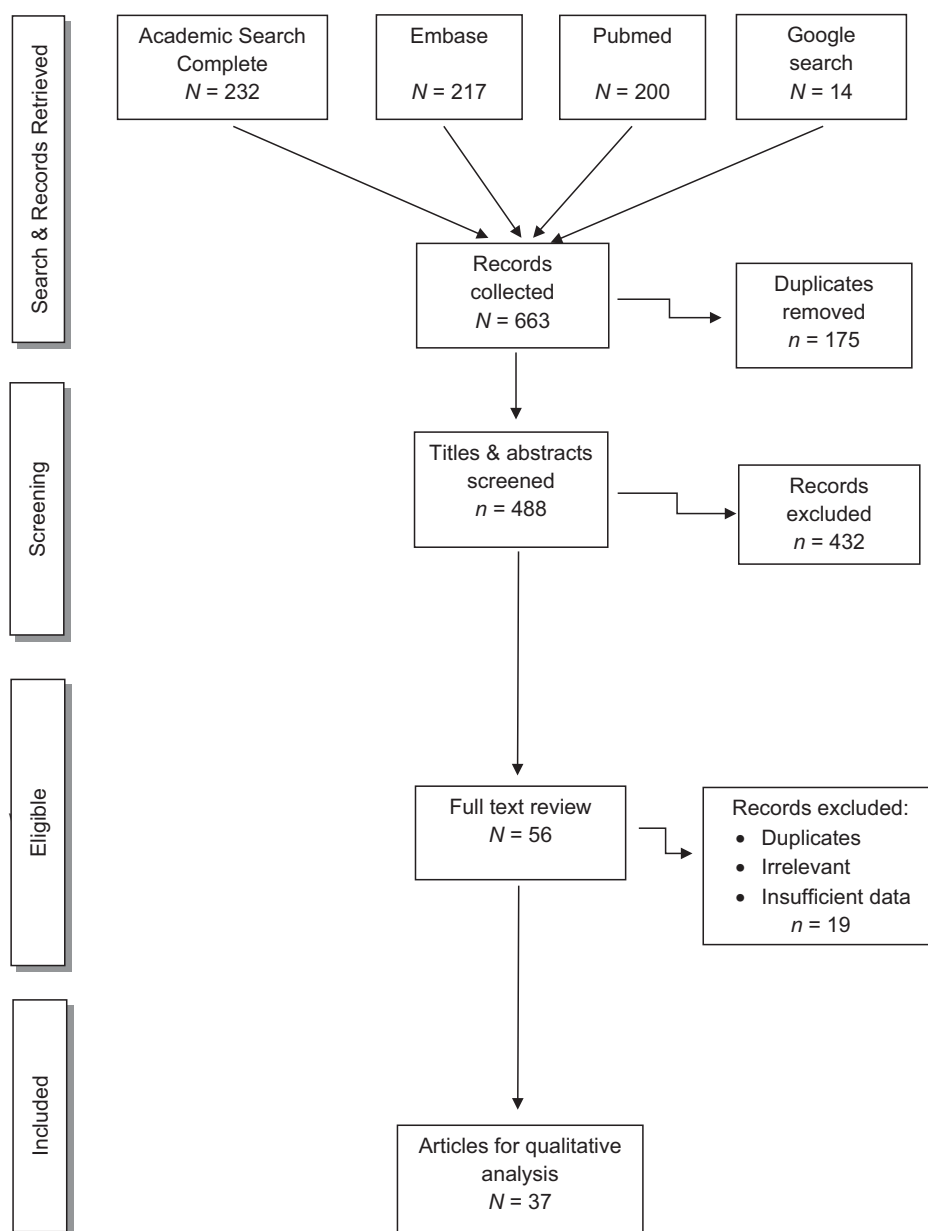 Search & Records Retrieved
Academic Search
Complete
N = 232
Embase
N = 217
Pubmed
N = 200
Google
search
N = 14
Records
collected
N = 663
Duplicates
removed
n = 175
Screening
Titles & abstracts
screened
n = 488
Records
excluded
n = 432
Eligible
Full text review
N = 56
Records excluded:
• Duplicates
• Irrelevant
• Insufficient data
n = 19
Included
Articles for qualitative
analysis
N = 37